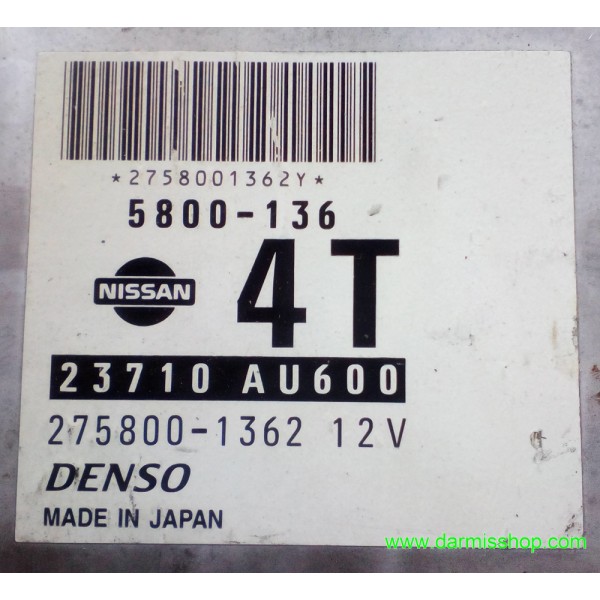 *2758001362Y*
5800-136
NISSAN 4T
23710 AU600
275800-1362 12V
DENSO
MADE IN JAPAN
www.darmisshop.com